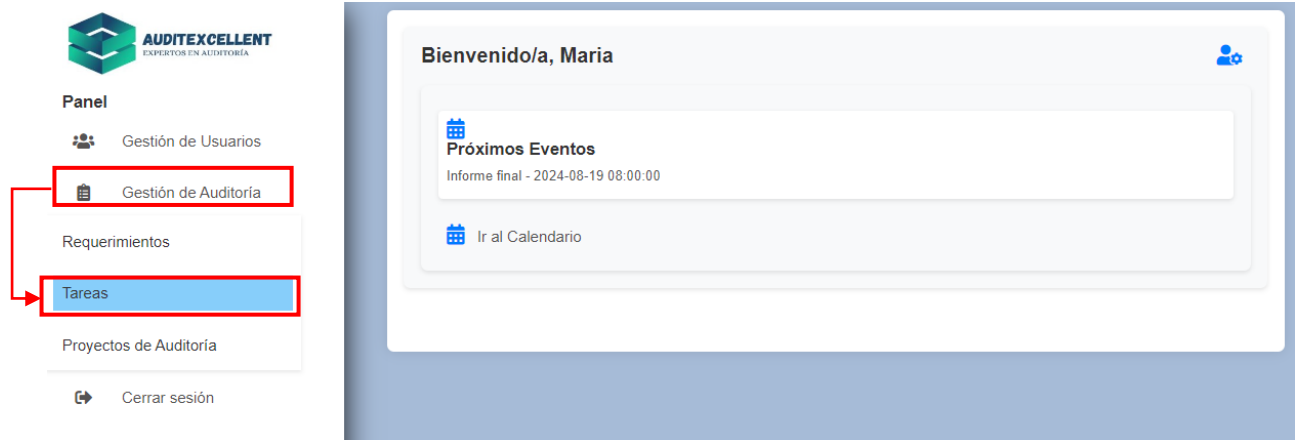 AUDITEXCELLENT
EXPERTOS EN AUDITORÍA
Panel
Gestión de Usuarios
Gestión de Auditoría
Requerimientos
Tareas
Proyectos de Auditoría
Cerrar sesión
Bienvenido/a, Maria
Próximos Eventos
Informe final - 2024-08-19 08:00:00
Ir al Calendario